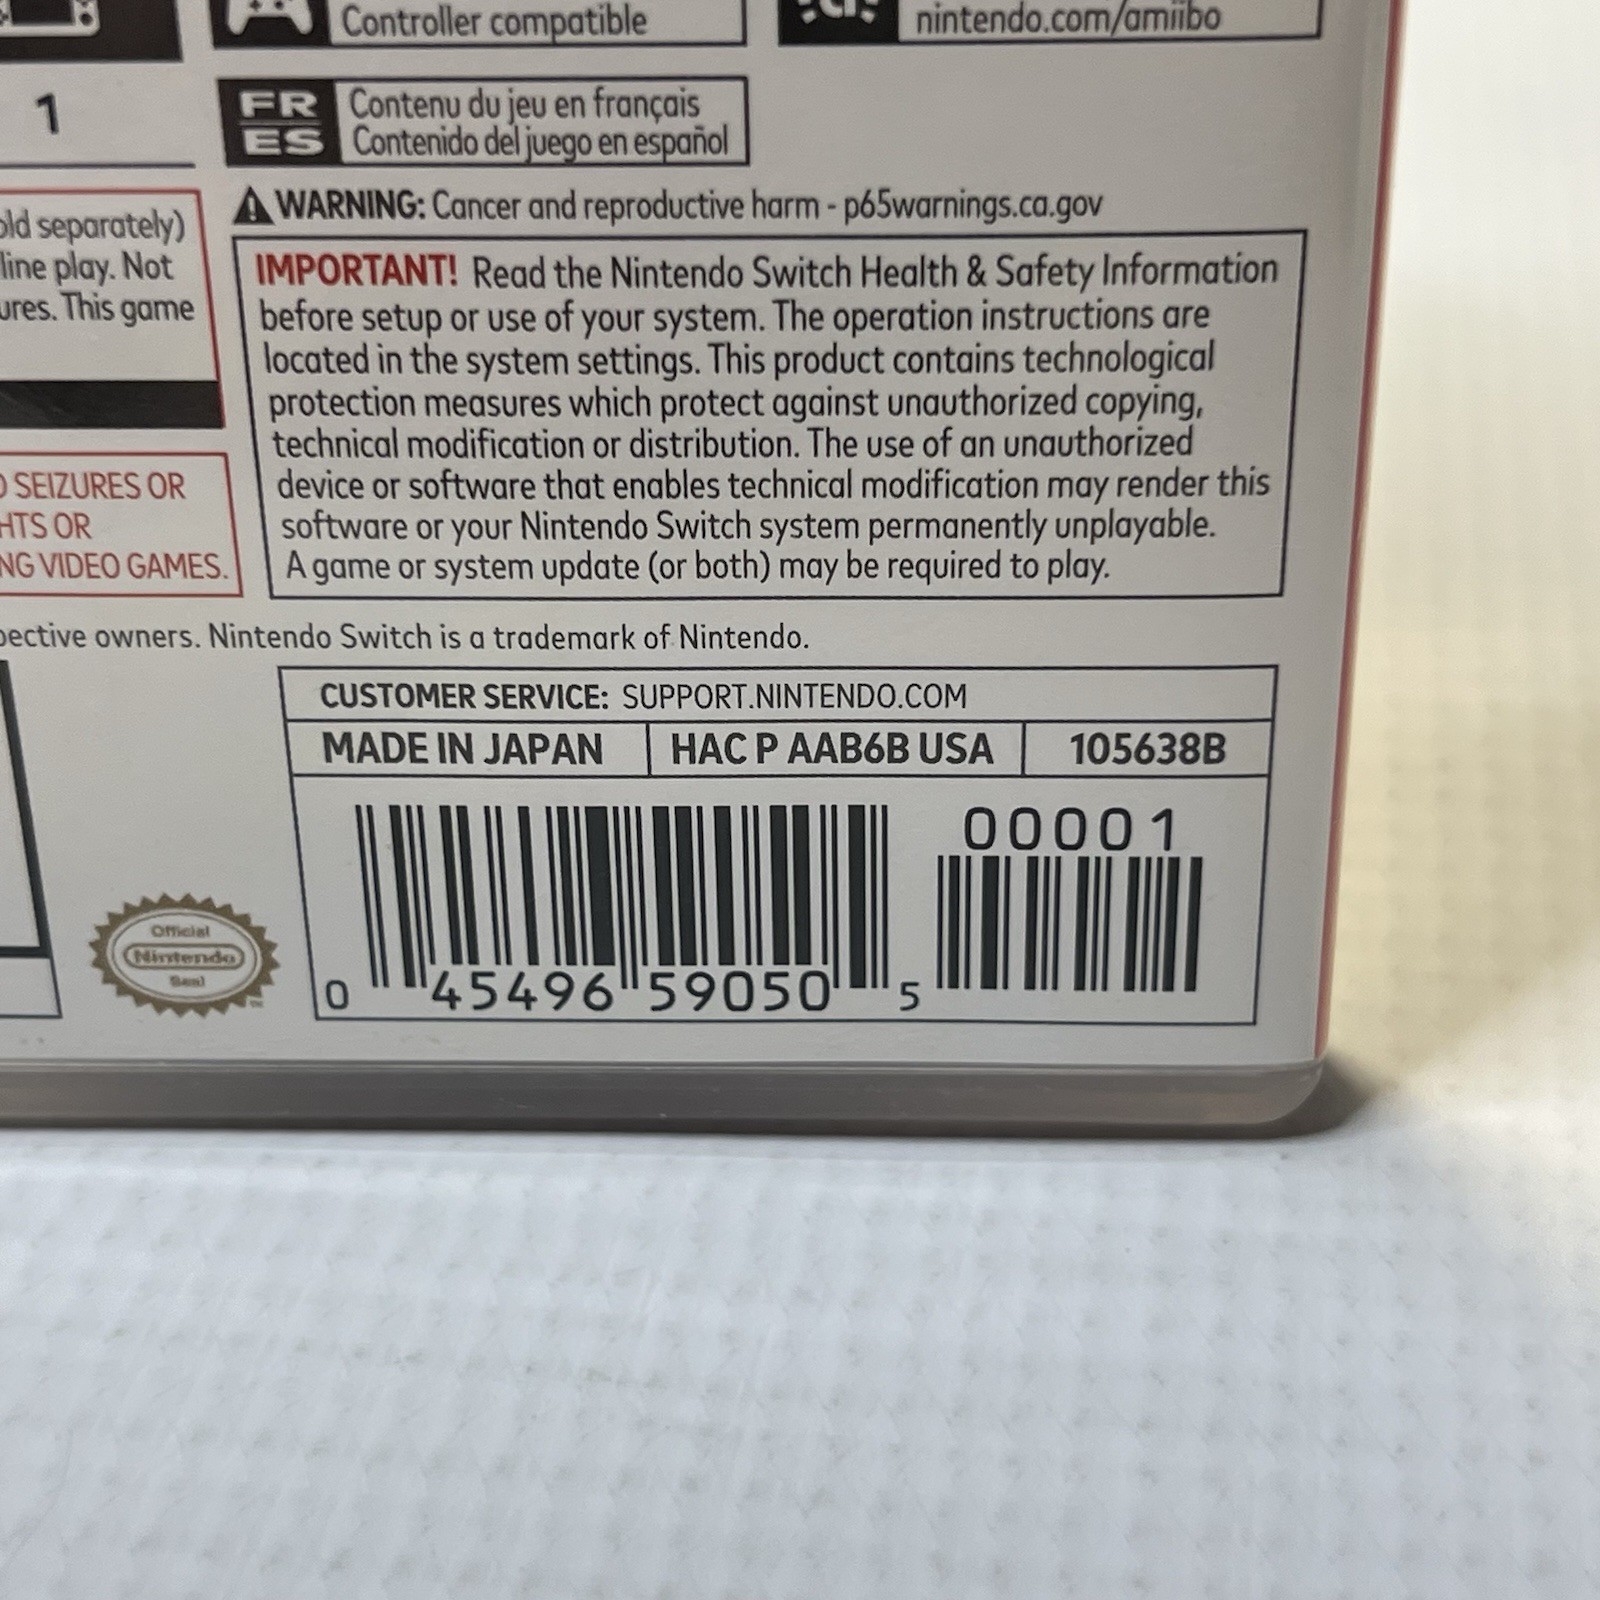 Controller compatible
nintendo.com/amiibo
1
FR
ES
Contenu du jeu en français
Contenido del juego en español
WARNING: Cancer and reproductive harm - p65warnings.ca.gov
separately)
play. Not
This game
IMPORTANT! Read the Nintendo Switch Health & Safety Information
before setup or use of your system. The operation instructions are
located in the system settings. This product contains technological
protection measures which protect against unauthorized copying,
technical modification or distribution. The use of an unauthorized
device or software that enables technical modification may render this
software or your Nintendo Switch system permanently unplayable.
A game or system update (or both) may be required to play.
SEIZURES OR
OR
VIDEO GAMES.
owners. Nintendo Switch is a trademark of Nintendo.
CUSTOMER SERVICE: SUPPORT.NINTENDO.COM
MADE IN JAPAN
HAC P AAB6B USA
105638B
00001
0 45496 59050 5
Official
Nintendo
Seal